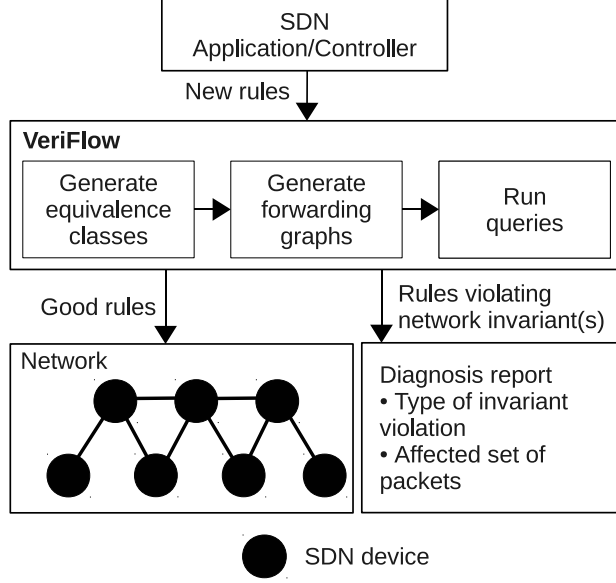 SDN
Application/Controller
New rules
VeriFlow
Generate
equivalence
classes
Generate
forwarding
graphs
Run
queries
Good rules
Rules violating
network invariant(s)
Network
Diagnosis report
• Type of invariant
violation
• Affected set of
packets
SDN device